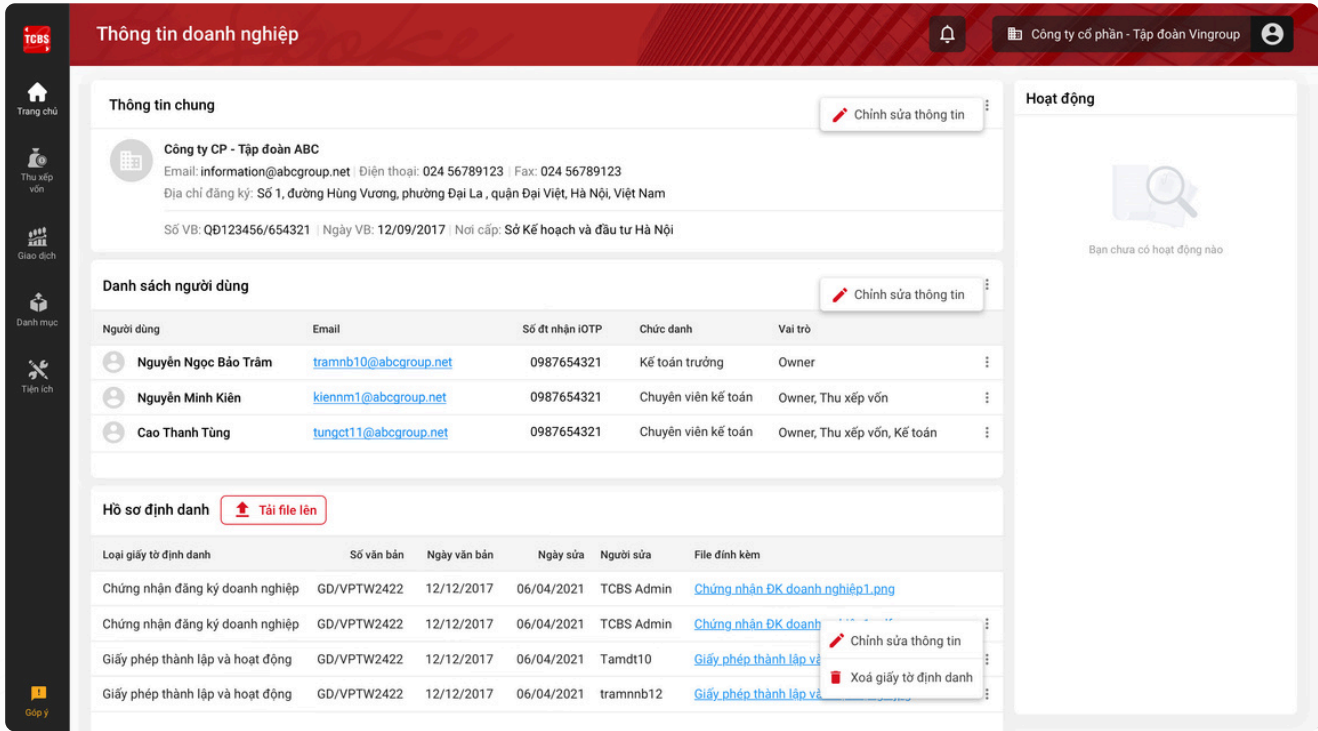 TCBS
Thông tin doanh nghiệp
Công ty cổ phần - Tập đoàn Vingroup
Trang chủ
Thu xếp
vốn
Giao dịch
Danh mục
Tiện ích
Góp ý
Thông tin chung
Chỉnh sửa thông tin
Công ty CP - Tập đoàn ABC
Email: information@abcgroup.net | Điện thoại: 024 56789123 | Fax: 024 56789123
Địa chỉ đăng ký: Số 1, đường Hùng Vương, phường Đại La , quận Đại Việt, Hà Nội, Việt Nam
Số VB: QĐ123456/654321 | Ngày VB: 12/09/2017 | Nơi cấp: Sở Kế hoạch và đầu tư Hà Nội
Danh sách người dùng
Chỉnh sửa thông tin
Người dùng Email Số đt nhận iOTP Chức danh Vai trò
Nguyễn Ngọc Bảo Trâm tramnb10@abcgroup.net 0987654321 Kế toán trưởng Owner
Nguyễn Minh Kiên kiennm1@abcgroup.net 0987654321 Chuyên viên kế toán Owner, Thu xếp vốn
Cao Thanh Tùng tungct11@abcgroup.net 0987654321 Chuyên viên kế toán Owner, Thu xếp vốn, Kế toán
Hồ sơ định danh Tải file lên
Loại giấy tờ định danh Số văn bản Ngày văn bản Ngày sửa Người sửa File đính kèm
Chứng nhận đăng ký doanh nghiệp GD/VPTW2422 12/12/2017 06/04/2021 TCBS Admin Chứng nhận ĐK doanh nghiệp1.png
Chứng nhận đăng ký doanh nghiệp GD/VPTW2422 12/12/2017 06/04/2021 TCBS Admin Chứng nhận ĐK doanh
Chỉnh sửa thông tin
Giấy phép thành lập và hoạt động GD/VPTW2422 12/12/2017 06/04/2021 Tamdt10 Giấy phép thành lập và
Xoá giấy tờ định danh
Giấy phép thành lập và hoạt động GD/VPTW2422 12/12/2017 06/04/2021 tramnnb12 Giấy phép thành lập và
Hoạt động
Bạn chưa có hoạt động nào